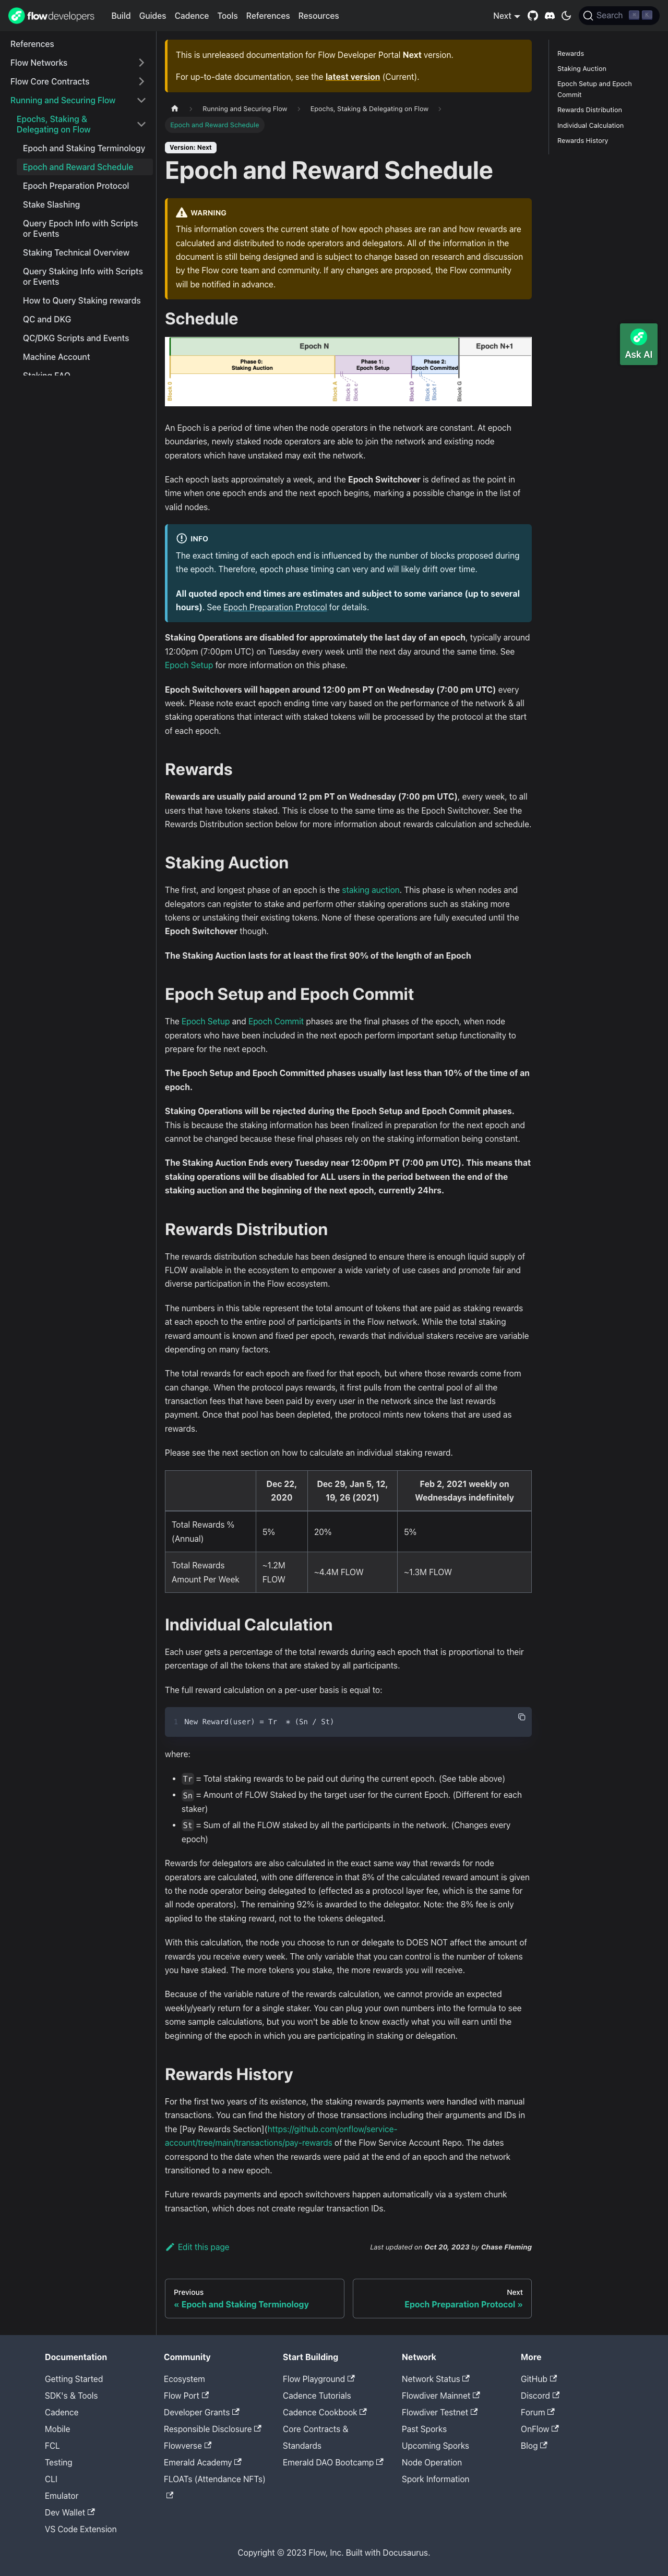 flowdevelopers Build Guides Cadence Tools References Resources Next Search
References
Flow Networks
Flow Core Contracts
Running and Securing Flow
Epochs, Staking &
Delegating on Flow
Epoch and Staking Terminology
Epoch and Reward Schedule
Epoch Preparation Protocol
Stake Slashing
Query Epoch Info with Scripts
or Events
Staking Technical Overview
Query Staking Info with Scripts
or Events
How to Query Staking rewards
QC and DKG
QC/DKG Scripts and Events
Machine Account
Staking FAQ
This is unreleased documentation for Flow Developer Portal Next version.
For up-to-date documentation, see the latest version (Current).
Running and Securing Flow
Epochs, Staking & Delegating on Flow
Epoch and Reward Schedule
Version: Next
Epoch and Reward Schedule
WARNING
This information covers the current state of how epoch phases are ran and how rewards are
calculated and distributed to node operators and delegators. All of the information in the
document is still being designed and is subject to change based on research and discussion
by the Flow core team and community. If any changes are proposed, the Flow community
will be notified in advance.
Schedule
Epoch N
Epoch N+1
Phase 0:
Staking Auction
Phase 1:
Epoch Setup
Phase 2:
Epoch Committed
Block 0
Block A
Block b
Block c
Block D
Block e
Block f
Block G
An Epoch is a period of time when the node operators in the network are constant. At epoch
boundaries, newly staked node operators are able to join the network and existing node
operators which have unstaked may exit the network.
Each epoch lasts approximately a week, and the Epoch Switchover is defined as the point in
time when one epoch ends and the next epoch begins, marking a possible change in the list of
valid nodes.
INFO
The exact timing of each epoch end is influenced by the number of blocks proposed during
the epoch. Therefore, epoch phase timing can very and will likely drift over time.
All quoted epoch end times are estimates and subject to some variance (up to several
hours). See Epoch Preparation Protocol for details.
Staking Operations are disabled for approximately the last day of an epoch, typically around
12:00pm (7:00pm UTC) on Tuesday every week until the next day around the same time. See
Epoch Setup for more information on this phase.
Epoch Switchovers will happen around 12:00 pm PT on Wednesday (7:00 pm UTC) every
week. Please note exact epoch ending time vary based on the performance of the network & all
staking operations that interact with staked tokens will be processed by the protocol at the start
of each epoch.
Rewards
Rewards are usually paid around 12 pm PT on Wednesday (7:00 pm UTC), every week, to all
users that have tokens staked. This is close to the same time as the Epoch Switchover. See the
Rewards Distribution section below for more information about rewards calculation and schedule.
Staking Auction
The first, and longest phase of an epoch is the staking auction. This phase is when nodes and
delegators can register to stake and perform other staking operations such as staking more
tokens or unstaking their existing tokens. None of these operations are fully executed until the
Epoch Switchover though.
The Staking Auction lasts for at least the first 90% of the length of an Epoch
Epoch Setup and Epoch Commit
The Epoch Setup and Epoch Commit phases are the final phases of the epoch, when node
operators who have been included in the next epoch perform important setup functionailty to
prepare for the next epoch.
The Epoch Setup and Epoch Committed phases usually last less than 10% of the time of an
epoch.
Staking Operations will be rejected during the Epoch Setup and Epoch Commit phases.
This is because the staking information has been finalized in preparation for the next epoch and
cannot be changed because these final phases rely on the staking information being constant.
The Staking Auction Ends every Tuesday near 12:00pm PT (7:00 pm UTC). This means that
staking operations will be disabled for ALL users in the period between the end of the
staking auction and the beginning of the next epoch, currently 24hrs.
Rewards Distribution
The rewards distribution schedule has been designed to ensure there is enough liquid supply of
FLOW available in the ecosystem to empower a wide variety of use cases and promote fair and
diverse participation in the Flow ecosystem.
The numbers in this table represent the total amount of tokens that are paid as staking rewards
at each epoch to the entire pool of participants in the Flow network. While the total staking
reward amount is known and fixed per epoch, rewards that individual stakers receive are variable
depending on many factors.
The total rewards for each epoch are fixed for that epoch, but where those rewards come from
can change. When the protocol pays rewards, it first pulls from the central pool of all the
transaction fees that have been paid by every user in the network since the last rewards
payment. Once that pool has been depleted, the protocol mints new tokens that are used as
rewards.
Please see the next section on how to calculate an individual staking reward.
Dec 22, 2020 | Dec 29, Jan 5, 12, 19, 26 (2021) | Feb 2, 2021 weekly on Wednesdays indefinitely
Total Rewards % (Annual) | 5% | 20% | 5%
Total Rewards Amount Per Week | ~1.2M FLOW | ~4.4M FLOW | ~1.3M FLOW
Individual Calculation
Each user gets a percentage of the total rewards during each epoch that is proportional to their
percentage of all the tokens that are staked by all participants.
The full reward calculation on a per-user basis is equal to:
1 New Reward(user) = Tr * (Sn / St)
where:
Tr = Total staking rewards to be paid out during the current epoch. (See table above)
Sn = Amount of FLOW Staked by the target user for the current Epoch. (Different for each
staker)
St = Sum of all the FLOW staked by all the participants in the network. (Changes every
epoch)
Rewards for delegators are also calculated in the exact same way that rewards for node
operators are calculated, with one difference in that 8% of the calculated reward amount is given
to the node operator being delegated to (effected as a protocol layer fee, which is the same for
all node operators). The remaining 92% is awarded to the delegator. Note: the 8% fee is only
applied to the staking reward, not to the tokens delegated.
With this calculation, the node you choose to run or delegate to DOES NOT affect the amount of
rewards you receive every week. The only variable that you can control is the number of tokens
you have staked. The more tokens you stake, the more rewards you will receive.
Because of the variable nature of the rewards calculation, we cannot provide an expected
weekly/yearly return for a single staker. You can plug your own numbers into the formula to see
some sample calculations, but you won't be able to know exactly what you will earn until the
beginning of the epoch in which you are participating in staking or delegation.
Rewards History
For the first two years of its existence, the staking rewards payments were handled with manual
transactions. You can find the history of those transactions including their arguments and IDs in
the [Pay Rewards Section](https://github.com/onflow/service-
account/tree/main/transactions/pay-rewards of the Flow Service Account Repo. The dates
correspond to the date when the rewards were paid at the end of an epoch and the network
transitioned to a new epoch.
Future rewards payments and epoch switchovers happen automatically via a system chunk
transaction, which does not create regular transaction IDs.
Edit this page
Last updated on Oct 20, 2023 by Chase Fleming
Previous
« Epoch and Staking Terminology
Next
Epoch Preparation Protocol »
Rewards
Staking Auction
Epoch Setup and Epoch
Commit
Rewards Distribution
Individual Calculation
Rewards History
Ask AI
Documentation
Getting Started
SDK's & Tools
Cadence
Mobile
FCL
Testing
CLI
Emulator
Dev Wallet
VS Code Extension
Community
Ecosystem
Flow Port
Developer Grants
Responsible Disclosure
Flowverse
Emerald Academy
FLOATs (Attendance NFTs)
Start Building
Flow Playground
Cadence Tutorials
Cadence Cookbook
Core Contracts &
Standards
Emerald DAO Bootcamp
Network
Network Status
Flowdiver Mainnet
Flowdiver Testnet
Past Sporks
Upcoming Sporks
Node Operation
Spork Information
More
GitHub
Discord
Forum
OnFlow
Blog
Copyright © 2023 Flow, Inc. Built with Docusaurus.